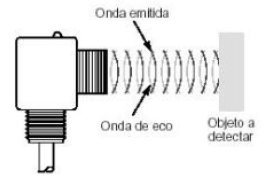 Onda emitida
Onda de eco
Objeto a
detectar